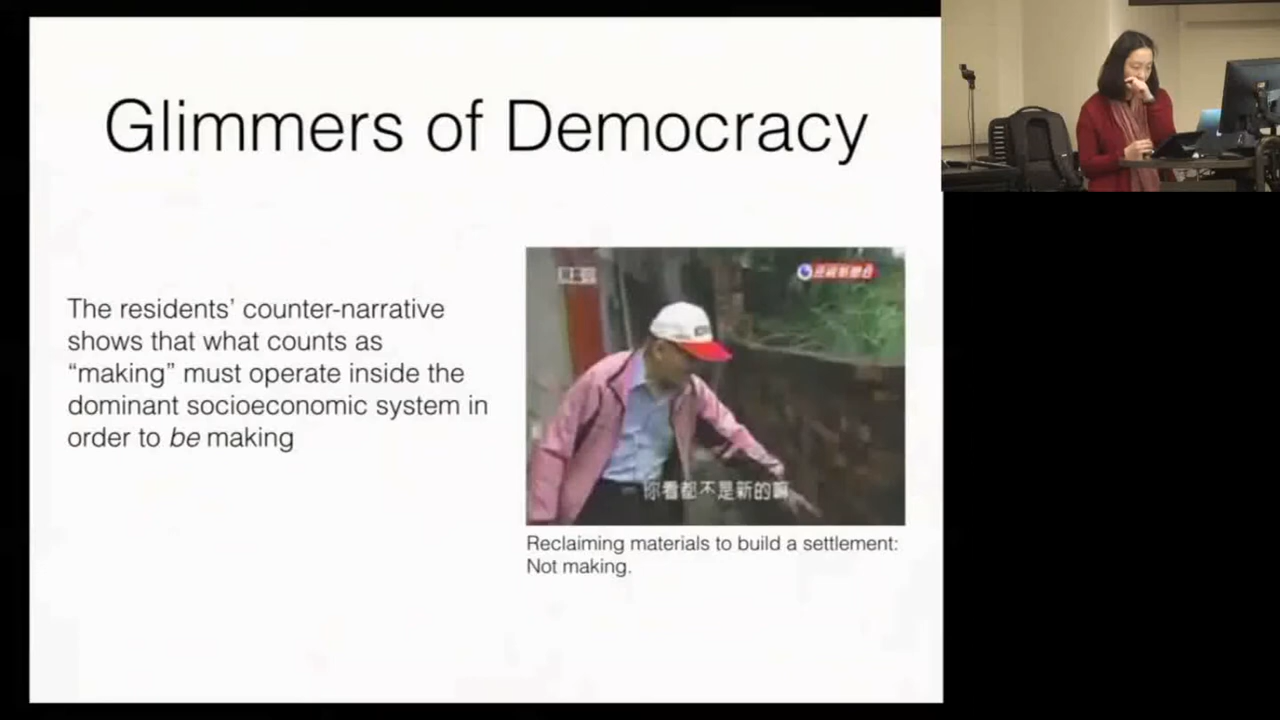 Glimmers of Democracy
The residents’ counter-narrative
shows that what counts as
“making” must operate inside the
dominant socioeconomic system in
order to be making
你看都不是新的嘛
Reclaiming materials to build a settlement:
Not making.